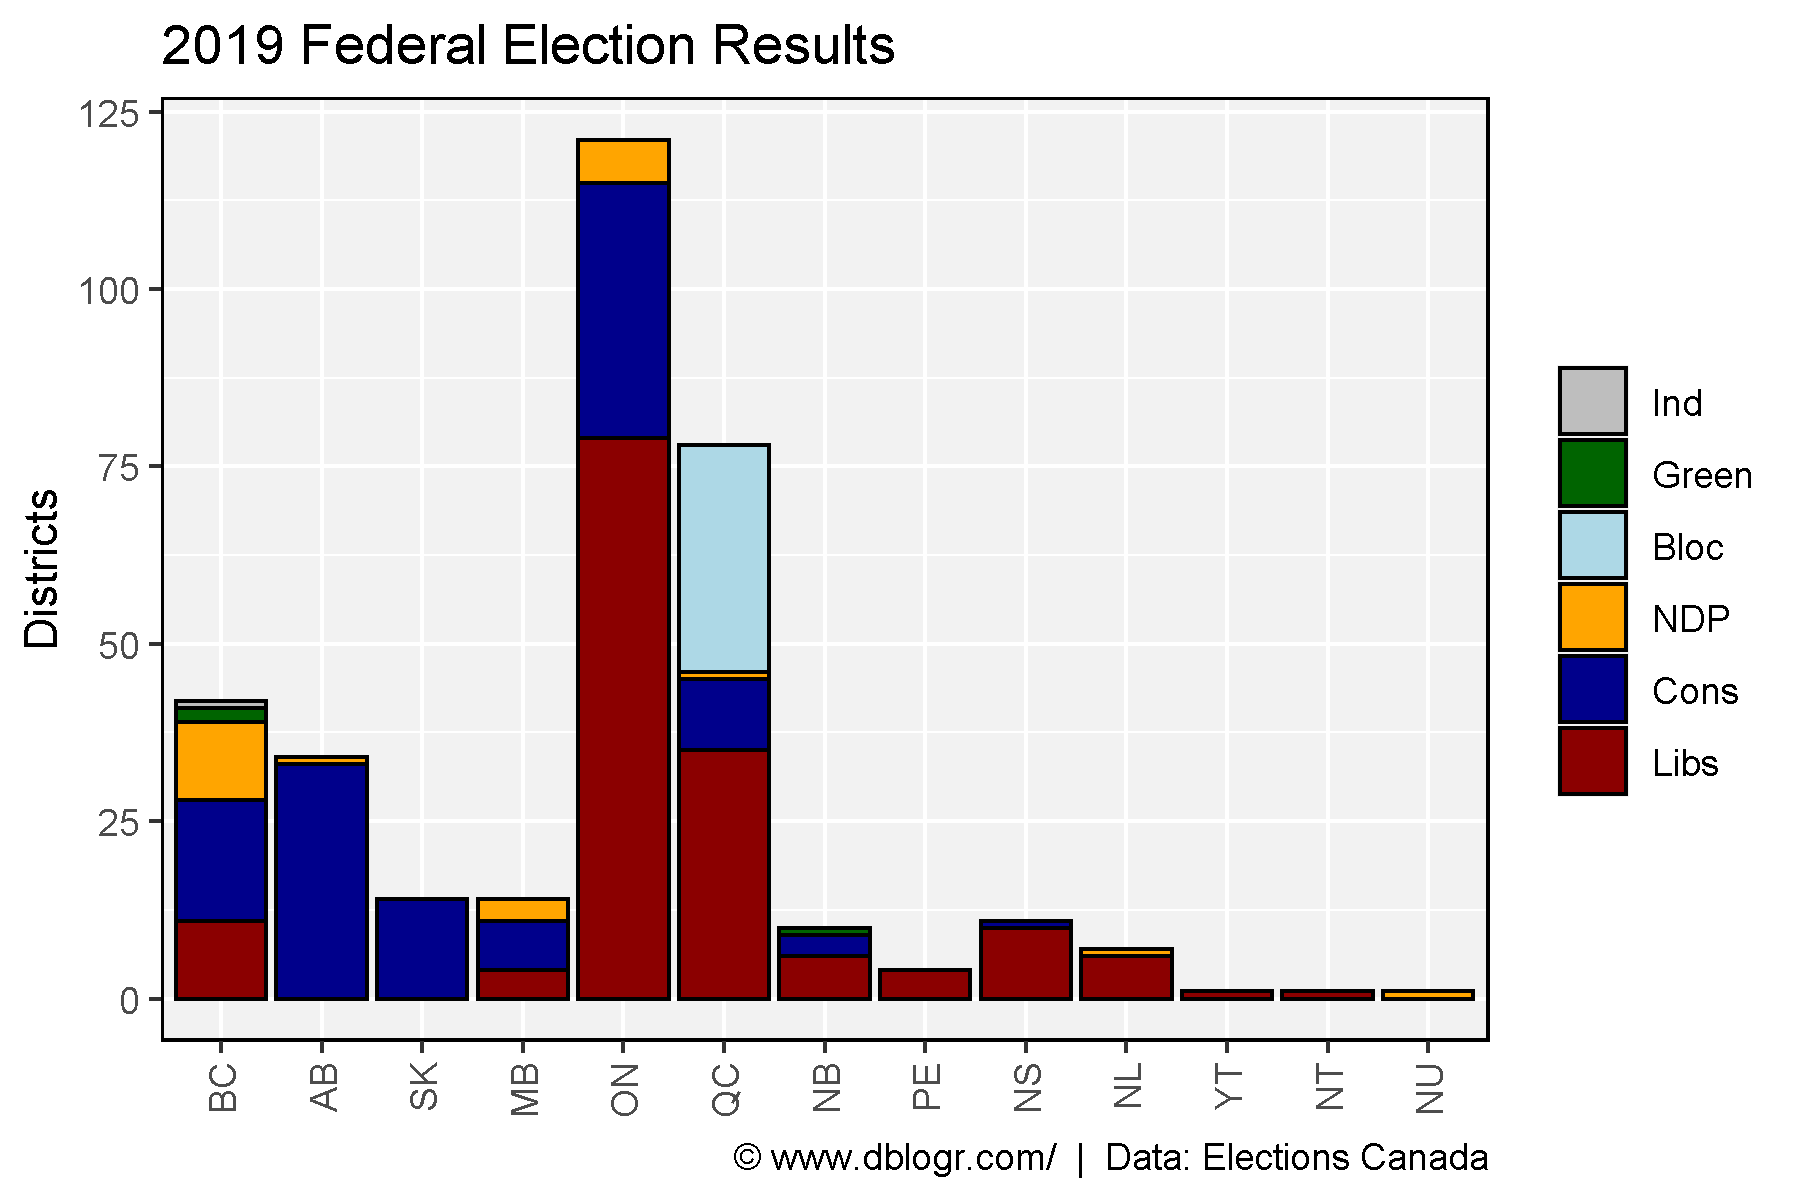 2019 Federal Election Results
125
100
75
50
25
0
Districts
BC
AB
SK
MB
ON
QC
NB
PE
NS
NL
YT
NT
NU
Ind
Green
Bloc
NDP
Cons
Libs
© www.dblogr.com/ | Data: Elections Canada